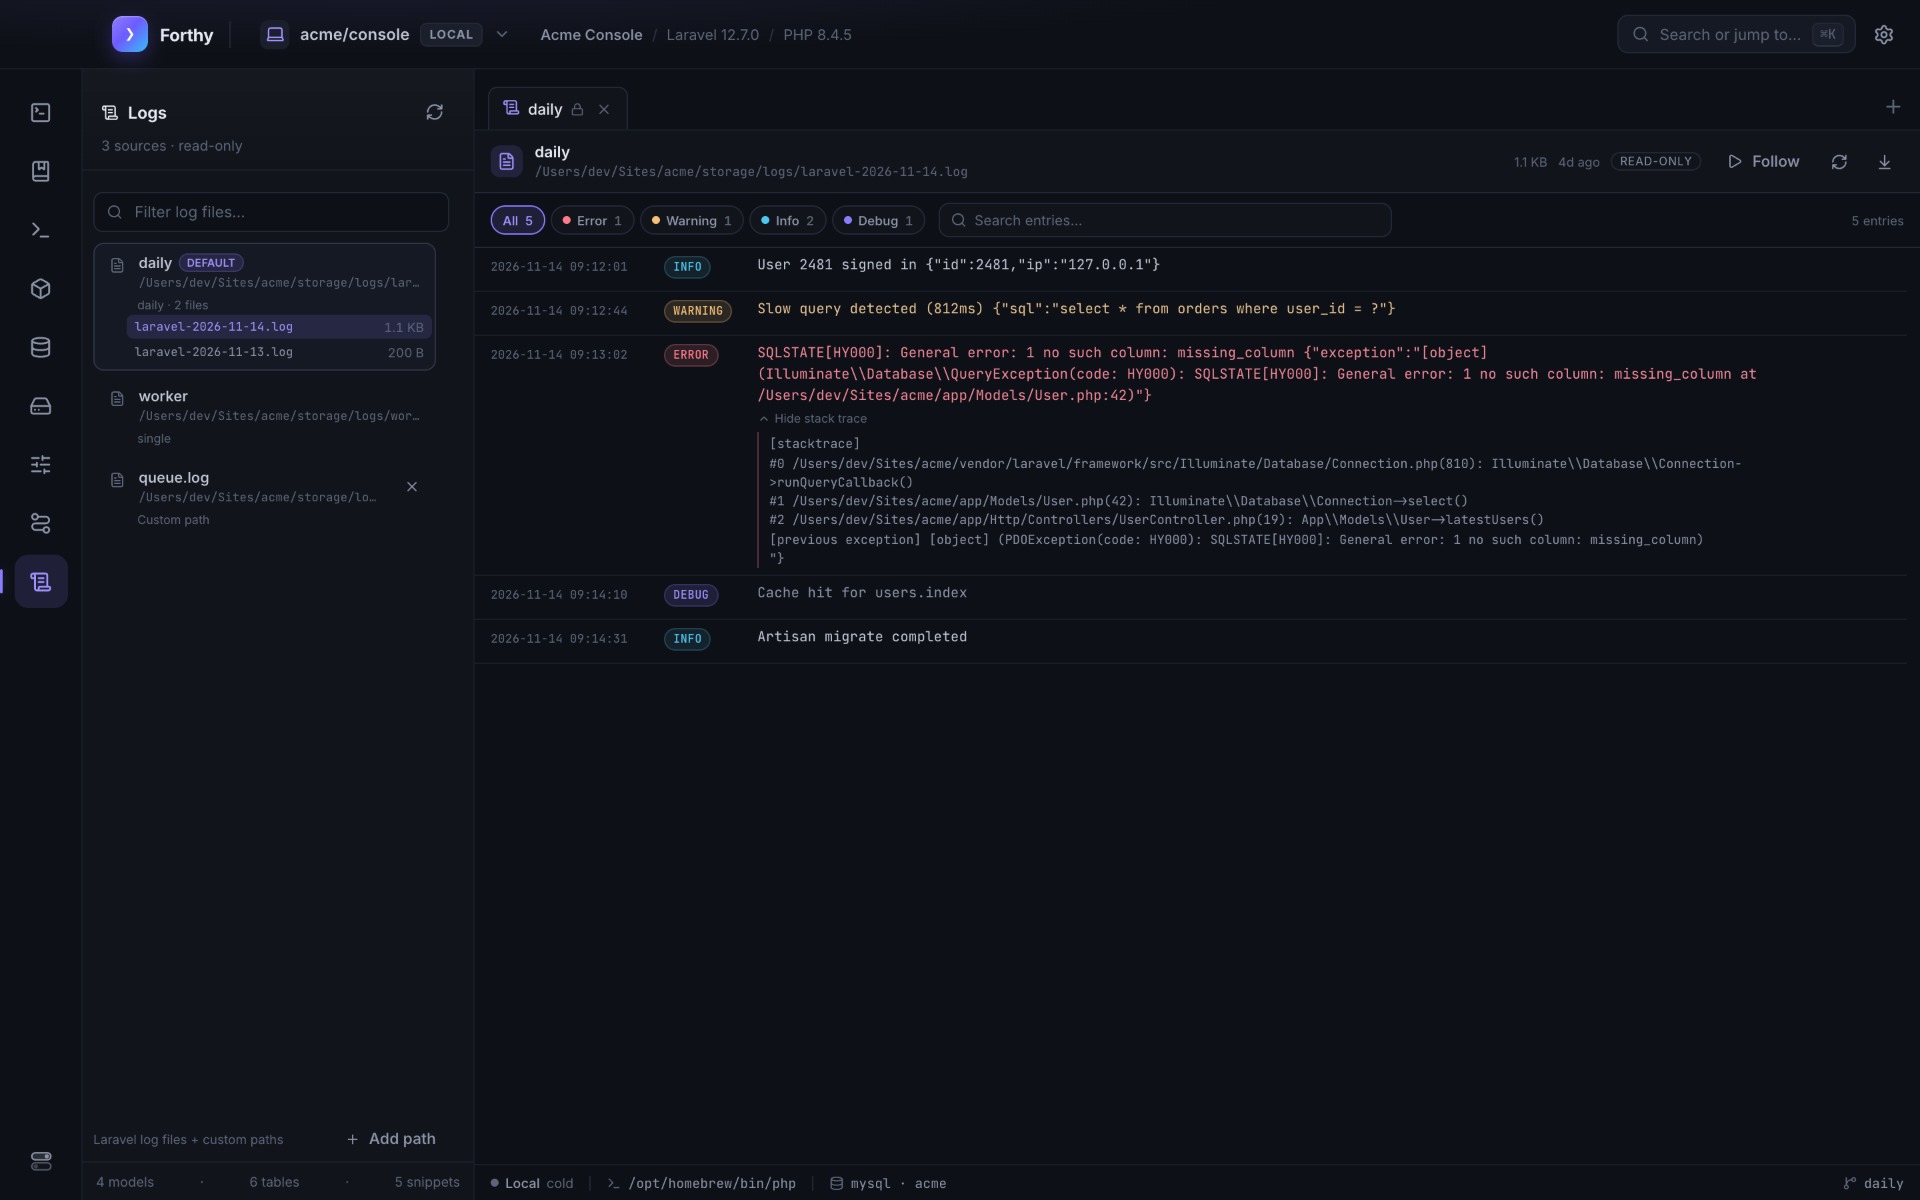 Forthy
acme/console LOCAL
Acme Console / Laravel 12.7.0 / PHP 8.4.5
Search or jump to... ⌘K
Logs
3 sources · read-only
Filter log files...
daily DEFAULT
/Users/dev/Sites/acme/storage/logs/lar…
daily · 2 files
laravel-2026-11-14.log 1.1 KB
laravel-2026-11-13.log 200 B
worker
/Users/dev/Sites/acme/storage/logs/wor…
single
queue.log
/Users/dev/Sites/acme/storage/lo…
Custom path
Laravel log files + custom paths
Add path
4 models · 6 tables · 5 snippets
daily
daily
/Users/dev/Sites/acme/storage/logs/laravel-2026-11-14.log
1.1 KB 4d ago READ-ONLY Follow
All 5 Error 1 Warning 1 Info 2 Debug 1 Search entries... 5 entries
2026-11-14 09:12:01 INFO User 2481 signed in {"id":2481,"ip":"127.0.0.1"}
2026-11-14 09:12:44 WARNING Slow query detected (812ms) {"sql":"select * from orders where user_id = ?"}
2026-11-14 09:13:02 ERROR SQLSTATE[HY000]: General error: 1 no such column: missing_column {"exception":"[object]
(Illuminate\\Database\\QueryException(code: HY000): SQLSTATE[HY000]: General error: 1 no such column: missing_column at
/Users/dev/Sites/acme/app/Models/User.php:42)"}
Hide stack trace
[stacktrace]
#0 /Users/dev/Sites/acme/vendor/laravel/framework/src/Illuminate/Database/Connection.php(810): Illuminate\\Database\\Connection-
>runQueryCallback()
#1 /Users/dev/Sites/acme/app/Models/User.php(42): Illuminate\\Database\\Connection->select()
#2 /Users/dev/Sites/acme/app/Http/Controllers/UserController.php(19): App\\Models\\User->latestUsers()
[previous exception] [object] (PDOException(code: HY000): SQLSTATE[HY000]: General error: 1 no such column: missing_column)
"}
2026-11-14 09:14:10 DEBUG Cache hit for users.index
2026-11-14 09:14:31 INFO Artisan migrate completed
Local cold /opt/homebrew/bin/php mysql · acme daily